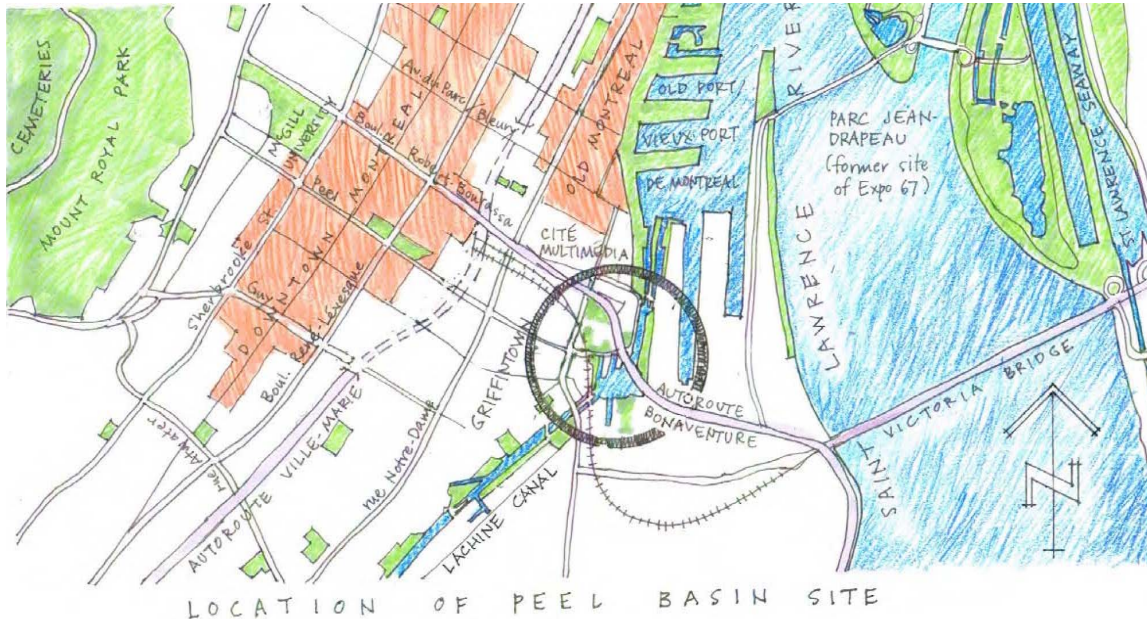 CEMETERIES
MOUNT ROYAL PARK
McGILL
UNIVERSITY
Sherbrooke St
Peel
Guy
DOWNTOWN MONTREAL
Boul. René-Lévesque
Av. du Parc/Bleury
Boul. Robert-Bourassa
OLD MONTREAL
OLD PORT/
VIEUX PORT
DE MONTREAL
CITÉ
MULTIMÉDIA
GRIFFINTOWN
rue Atwater
AUTOROUTE VILLE-MARIE
rue Notre-Dame
LACHINE CANAL
AUTOROUTE
BONAVENTURE
SAINT LAWRENCE RIVER
PARC JEAN-
DRAPEAU
(former site
of Expo 67)
ST LAWRENCE SEAWAY
VICTORIA BRIDGE
N
LOCATION OF PEEL BASIN SITE